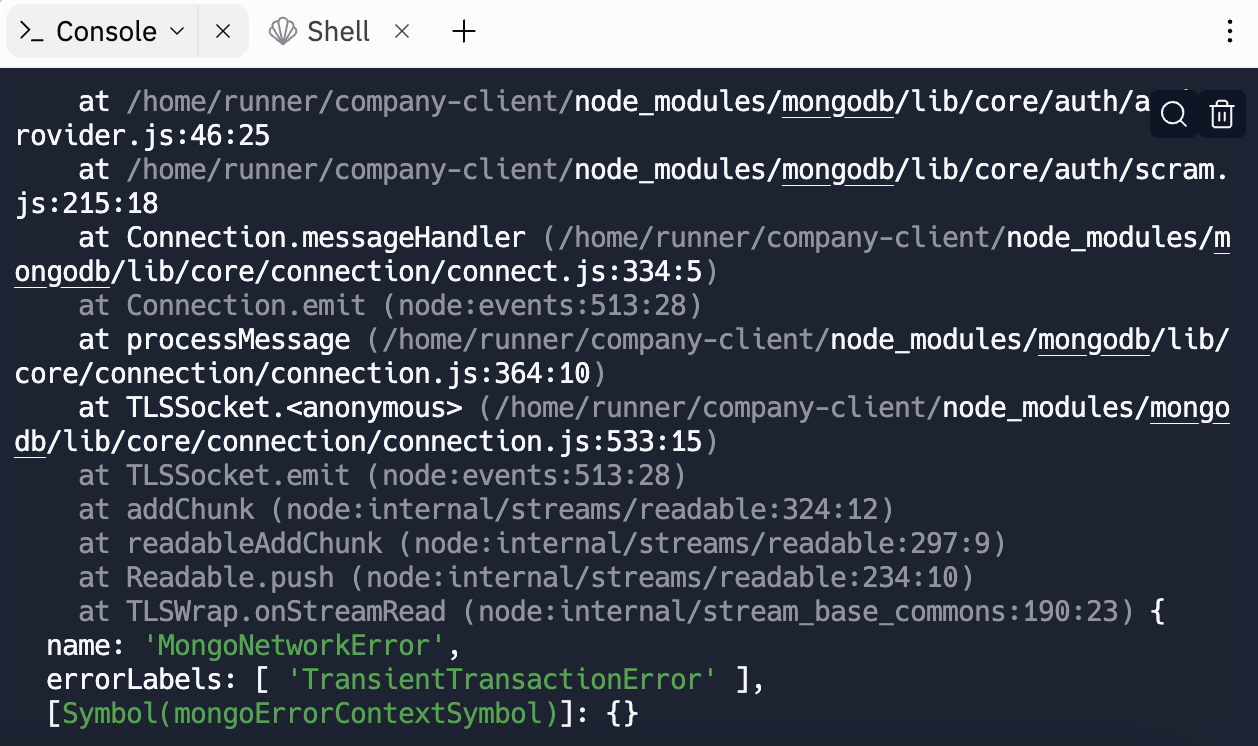 Console
Shell
at /home/runner/company-client/node_modules/mongodb/lib/core/auth/
rovider.js:46:25
at /home/runner/company-client/node_modules/mongodb/lib/core/auth/scram.
js:215:18
at Connection.messageHandler (/home/runner/company-client/node_modules/m
ongodb/lib/core/connection/connect.js:334:5)
at Connection.emit (node:events:513:28)
at processMessage (/home/runner/company-client/node_modules/mongodb/lib/
core/connection/connection.js:364:10)
at TLSSocket.<anonymous> (/home/runner/company-client/node_modules/mongo
db/lib/core/connection/connection.js:533:15)
at TLSSocket.emit (node:events:513:28)
at addChunk (node:internal/streams/readable:324:12)
at readableAddChunk (node:internal/streams/readable:297:9)
at Readable.push (node:internal/streams/readable:234:10)
at TLSWrap.onStreamRead (node:internal/stream_base_commons:190:23) {
name: 'MongoNetworkError',
errorLabels: [ 'TransientTransactionError' ],
[Symbol(mongoErrorContextSymbol)]: {}